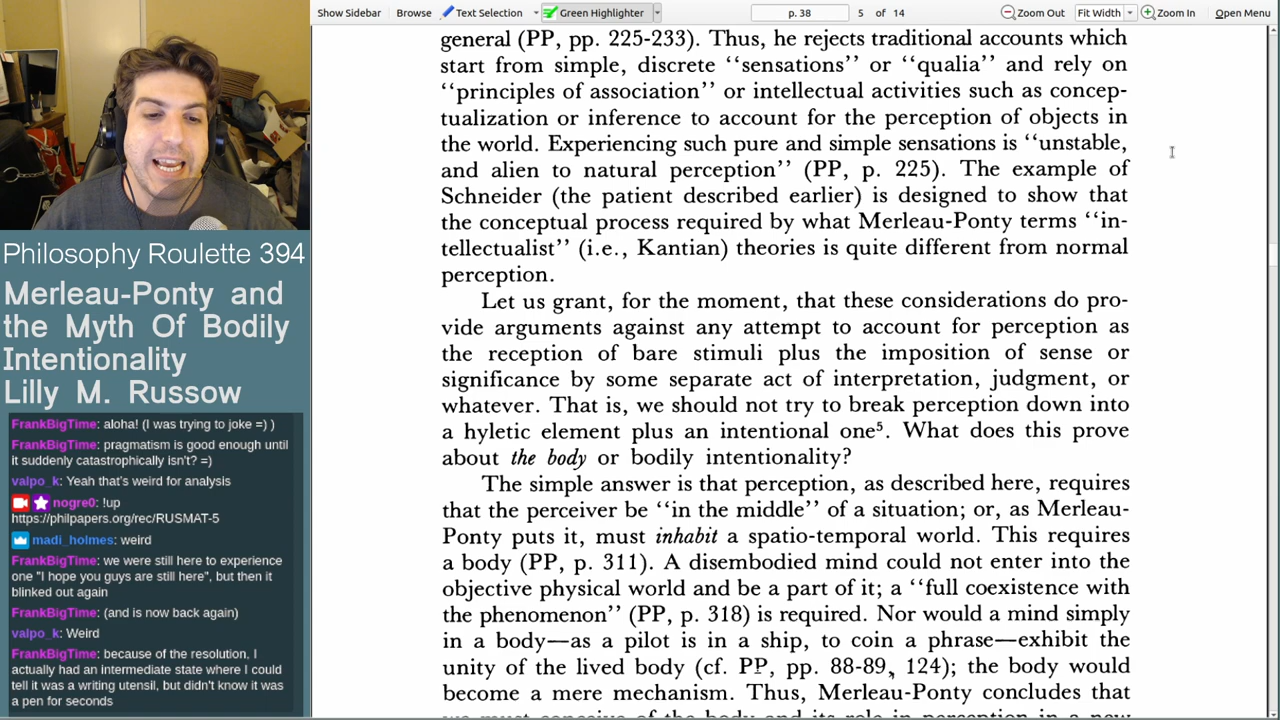 Show Sidebar Browse Text Selection Green Highlighter p. 38 5 of 14 Zoom Out Fit Width Zoom In Open Menu
general (PP, pp. 225-233). Thus, he rejects traditional accounts which
start from simple, discrete ‘‘sensations’’ or ‘‘qualia’’ and rely on
‘‘principles of association’’ or intellectual activities such as concep-
tualization or inference to account for the perception of objects in
the world. Experiencing such pure and simple sensations is ‘‘unstable,
and alien to natural perception’’ (PP, p. 225). The example of
Schneider (the patient described earlier) is designed to show that
the conceptual process required by what Merleau-Ponty terms ‘‘in-
tellectualist’’ (i.e., Kantian) theories is quite different from normal
perception.
Let us grant, for the moment, that these considerations do pro-
vide arguments against any attempt to account for perception as
the reception of bare stimuli plus the imposition of sense or
significance by some separate act of interpretation, judgment, or
whatever. That is, we should not try to break perception down into
a hyletic element plus an intentional one⁵. What does this prove
about the body or bodily intentionality?
The simple answer is that perception, as described here, requires
that the perceiver be ‘‘in the middle’’ of a situation; or, as Merleau-
Ponty puts it, must inhabit a spatio-temporal world. This requires
a body (PP, p. 311). A disembodied mind could not enter into the
objective physical world and be a part of it; a ‘‘full coexistence with
the phenomenon’’ (PP, p. 318) is required. Nor would a mind simply
in a body—as a pilot is in a ship, to coin a phrase—exhibit the
unity of the lived body (cf. PP, pp. 88-89, 124); the body would
become a mere mechanism. Thus, Merleau-Ponty concludes that
we must conceive of the body and its role in perception in a new
Philosophy Roulette 394
Merleau-Ponty and
the Myth Of Bodily
Intentionality
Lilly M. Russow
FrankBigTime: aloha! (I was trying to joke =) )
FrankBigTime: pragmatism is good enough until
it suddenly catastrophically isn't? =)
valpo_k: Yeah that's weird for analysis
nogre0: !up
https://philpapers.org/rec/RUSMAT-5
madi_holmes: weird
FrankBigTime: we were still here to experience
one "I hope you guys are still here", but then it
blinked out again
FrankBigTime: (and is now back again)
valpo_k: Weird
FrankBigTime: because of the resolution, I
actually had an intermediate state where I could
tell it was a writing utensil, but didn't know it was
a pen for seconds